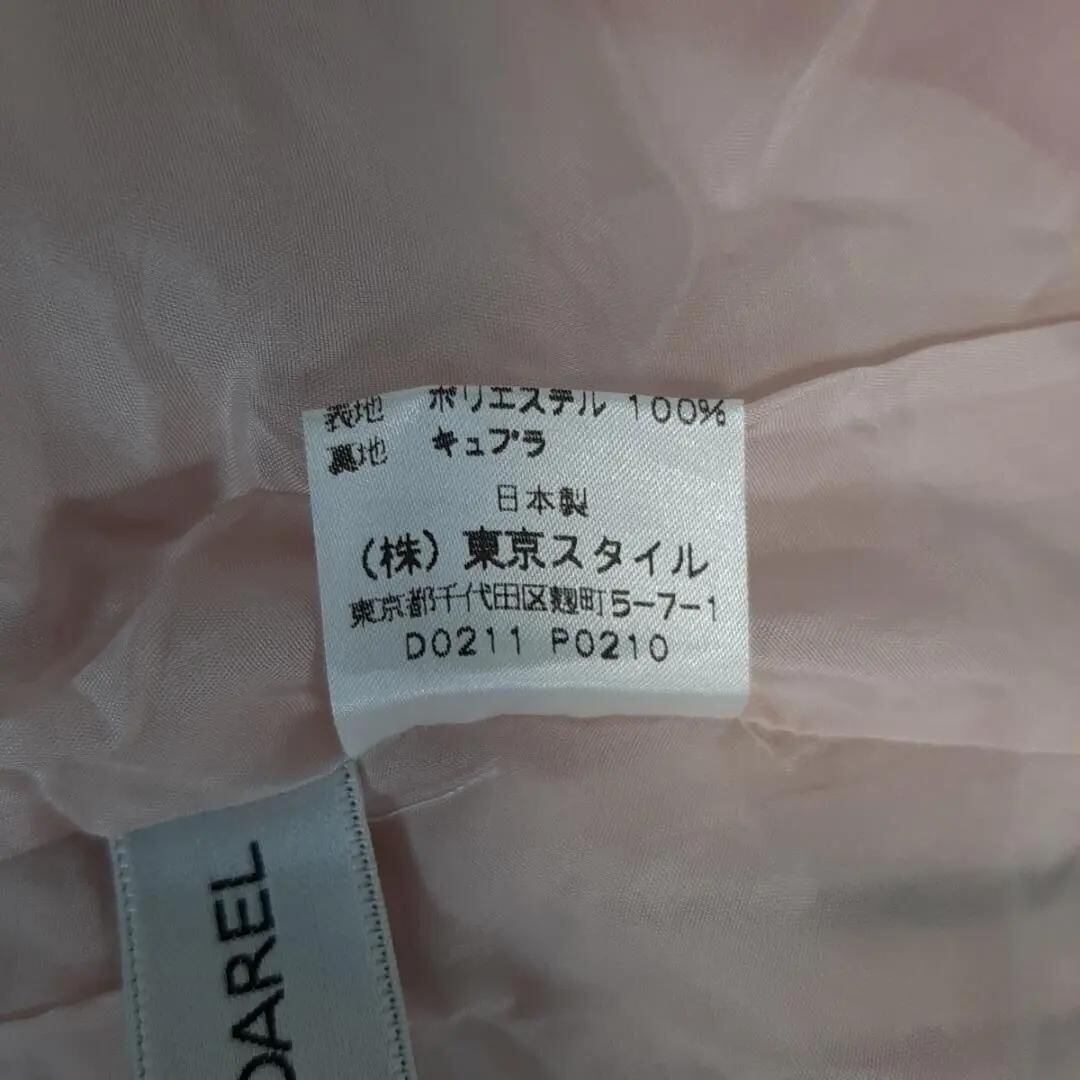 表地 ポリエステル 100%
裏地 キュプラ
日本製
(株) 東京スタイル
東京都千代田区麹町5-7-1
D0211 P0210
DAREL